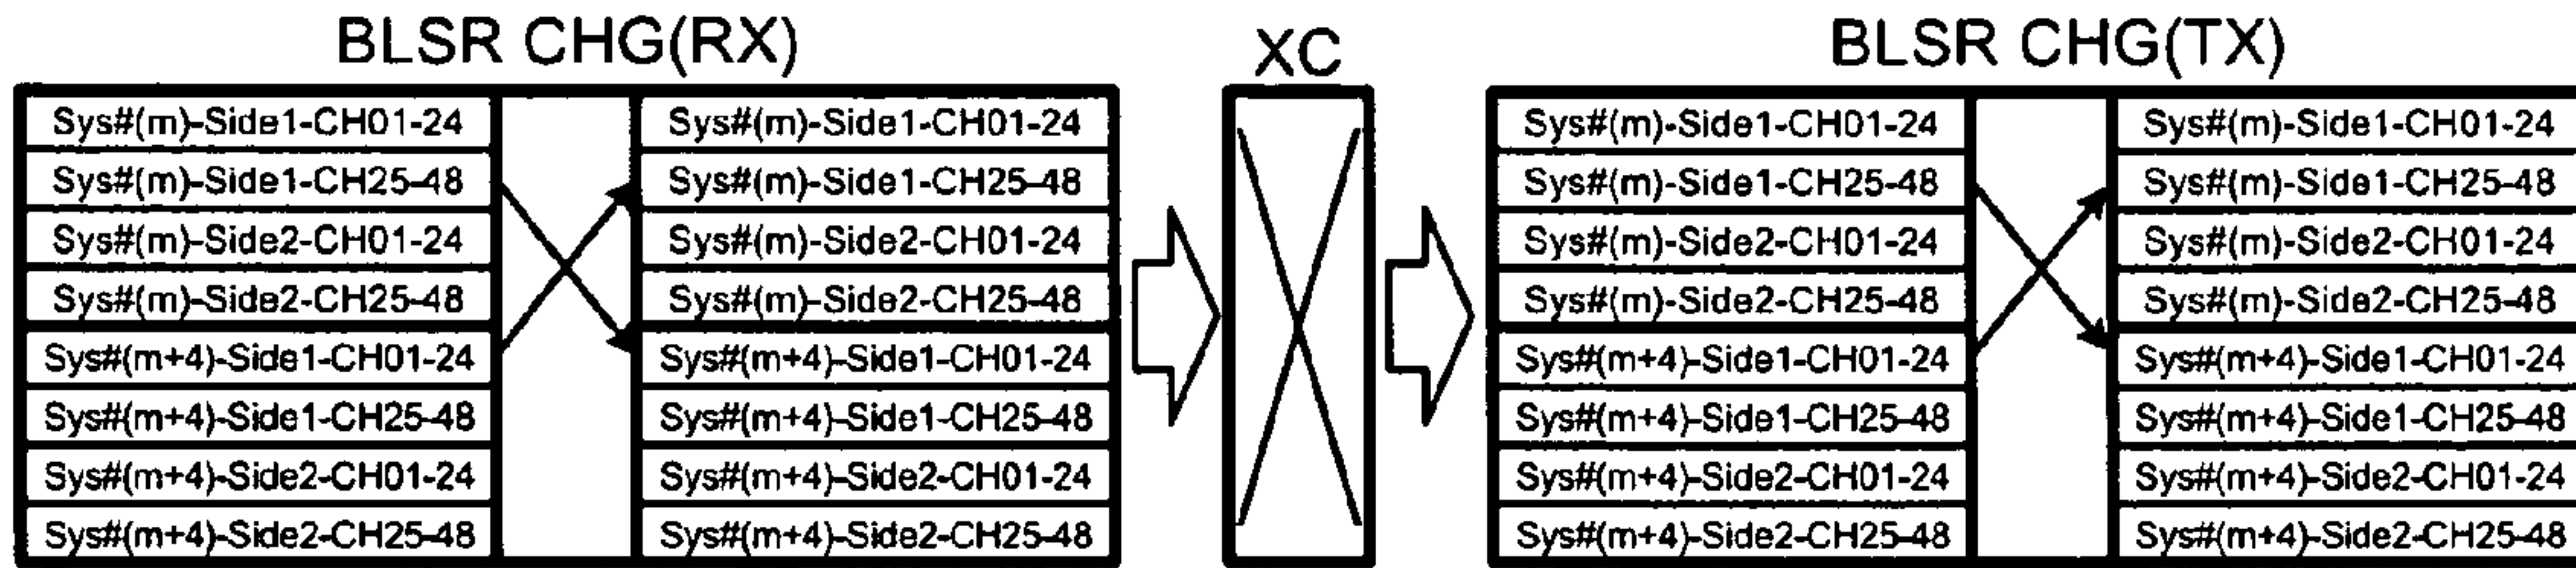 BLSR CHG(RX)
XC
BLSR CHG(TX)
Sys#(m)-Side1-CH01-24
Sys#(m)-Side1-CH25-48
Sys#(m)-Side2-CH01-24
Sys#(m)-Side2-CH25-48
Sys#(m+4)-Side1-CH01-24
Sys#(m+4)-Side1-CH25-48
Sys#(m+4)-Side2-CH01-24
Sys#(m+4)-Side2-CH25-48
Sys#(m)-Side1-CH01-24
Sys#(m)-Side1-CH25-48
Sys#(m)-Side2-CH01-24
Sys#(m)-Side2-CH25-48
Sys#(m+4)-Side1-CH01-24
Sys#(m+4)-Side1-CH25-48
Sys#(m+4)-Side2-CH01-24
Sys#(m+4)-Side2-CH25-48
Sys#(m)-Side1-CH01-24
Sys#(m)-Side1-CH25-48
Sys#(m)-Side2-CH01-24
Sys#(m)-Side2-CH25-48
Sys#(m+4)-Side1-CH01-24
Sys#(m+4)-Side1-CH25-48
Sys#(m+4)-Side2-CH01-24
Sys#(m+4)-Side2-CH25-48
Sys#(m)-Side1-CH01-24
Sys#(m)-Side1-CH25-48
Sys#(m)-Side2-CH01-24
Sys#(m)-Side2-CH25-48
Sys#(m+4)-Side1-CH01-24
Sys#(m+4)-Side1-CH25-48
Sys#(m+4)-Side2-CH01-24
Sys#(m+4)-Side2-CH25-48